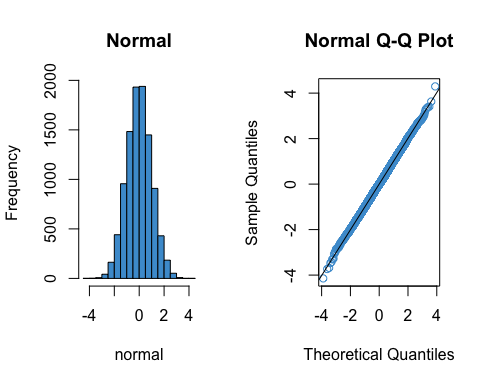 Normal
Frequency
2000
1500
1000
500
0
-4 0 2 4
normal
Normal Q-Q Plot
Sample Quantiles
4
2
0
-2
-4
-4 -2 0 2 4
Theoretical Quantiles